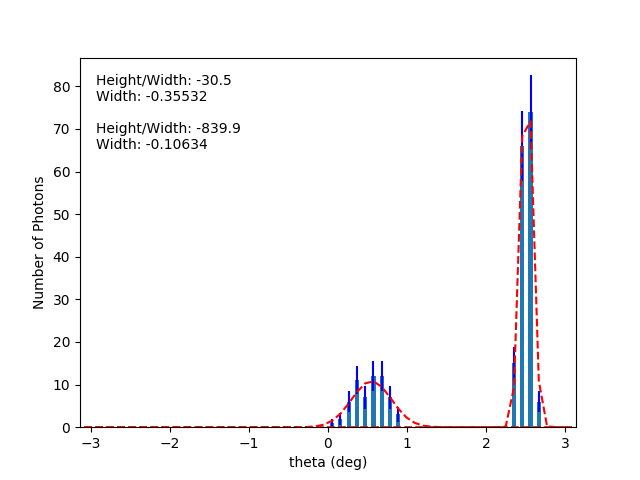 Height/Width: -30.5
Width: -0.35532
Height/Width: -839.9
Width: -0.10634
Number of Photons
80
70
60
50
40
30
20
10
0
−3
−2
−1
0
1
2
3
theta (deg)